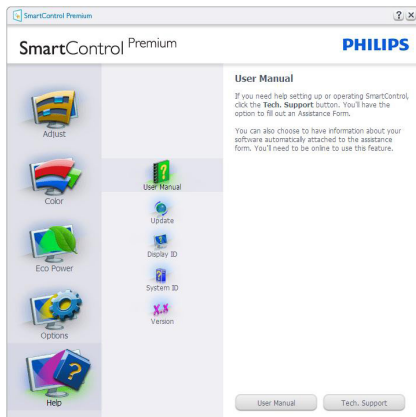 SmartControl Premium
? X
SmartControl Premium
PHILIPS
Adjust
Color
Eco Power
Options
Help
User Manual
Update
Display ID
System ID
X.X
Version
User Manual
If you need help setting up or operating SmartControl,
click the Tech. Support button. You'll have the
option to fill out an Assistance Form.
You can also choose to have information about your
software automatically attached to the assistance
form. You'll need to be online to use this feature.
User Manual
Tech. Support